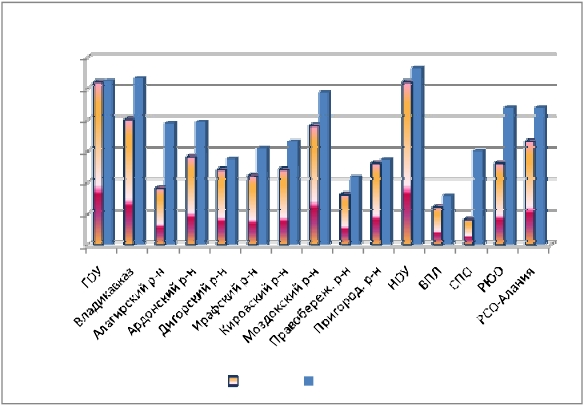 ГОУ
Владикавказ
Алагирский р-н
Ардонский р-н
Дигорский р-н
Ирафский р-н
Кировский р-н
Моздокский р-н
Правобереж. р-н
Пригород. р-н
НОУ
ВПЛ
СПО
РЮО
РСО-Алания